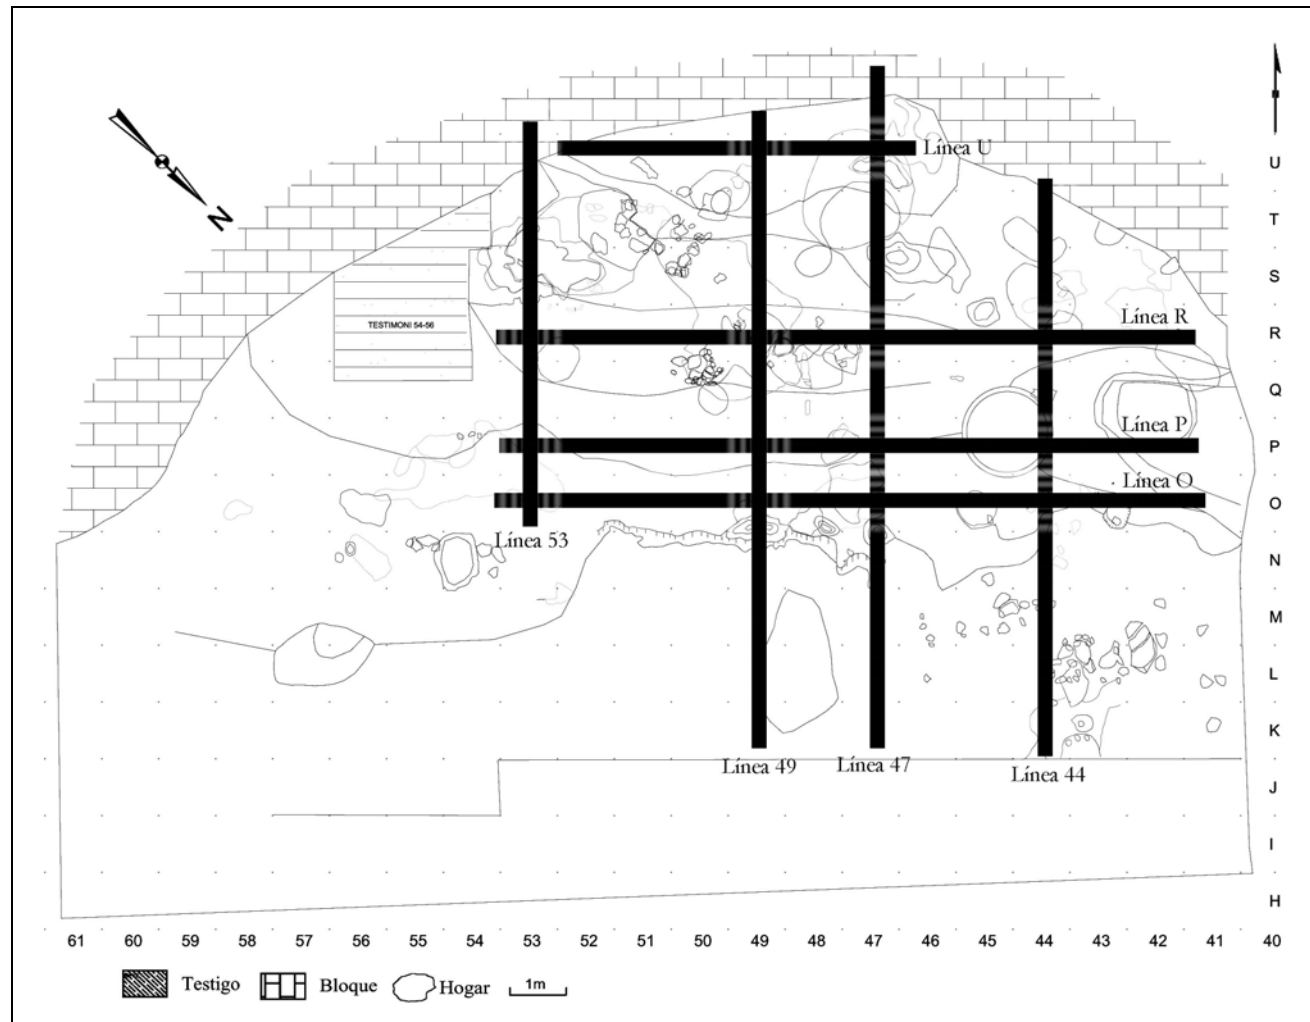 Línea U
U
T
S
Línea R
TESTIMONI 54-56
R
Q
Línea P
P
Línea O
O
N
Línea 53
N
M
L
K
Línea 49
Línea 47
Línea 44
J
I
H
61 60 59 58 57 56 54 53 52 51 50 49 48 47 46 45 44 43 42 41 40
Testigo Bloque Hogar 1m